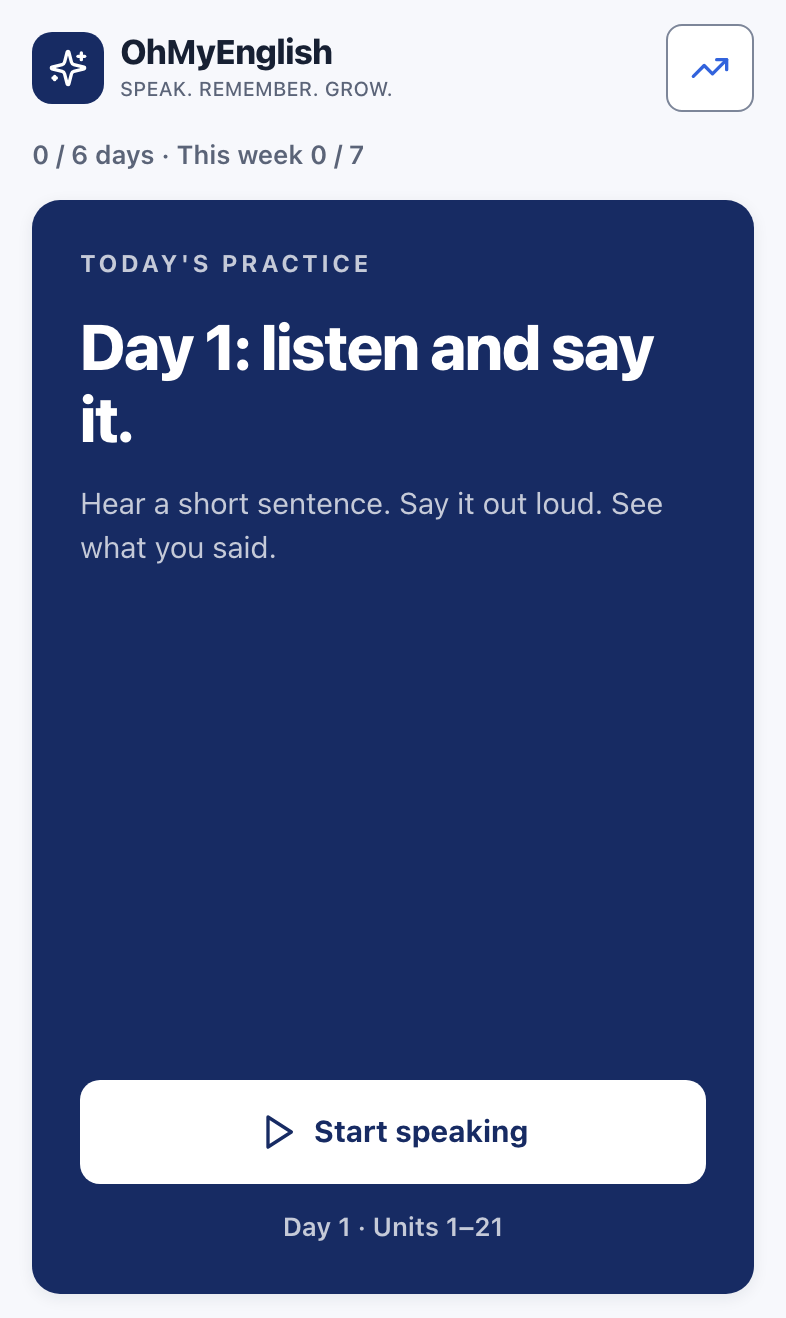 OhMyEnglish
SPEAK. REMEMBER. GROW.
0 / 6 days · This week 0 / 7
TODAY'S PRACTICE
Day 1: listen and say
it.
Hear a short sentence. Say it out loud. See
what you said.
Start speaking
Day 1 · Units 1–21